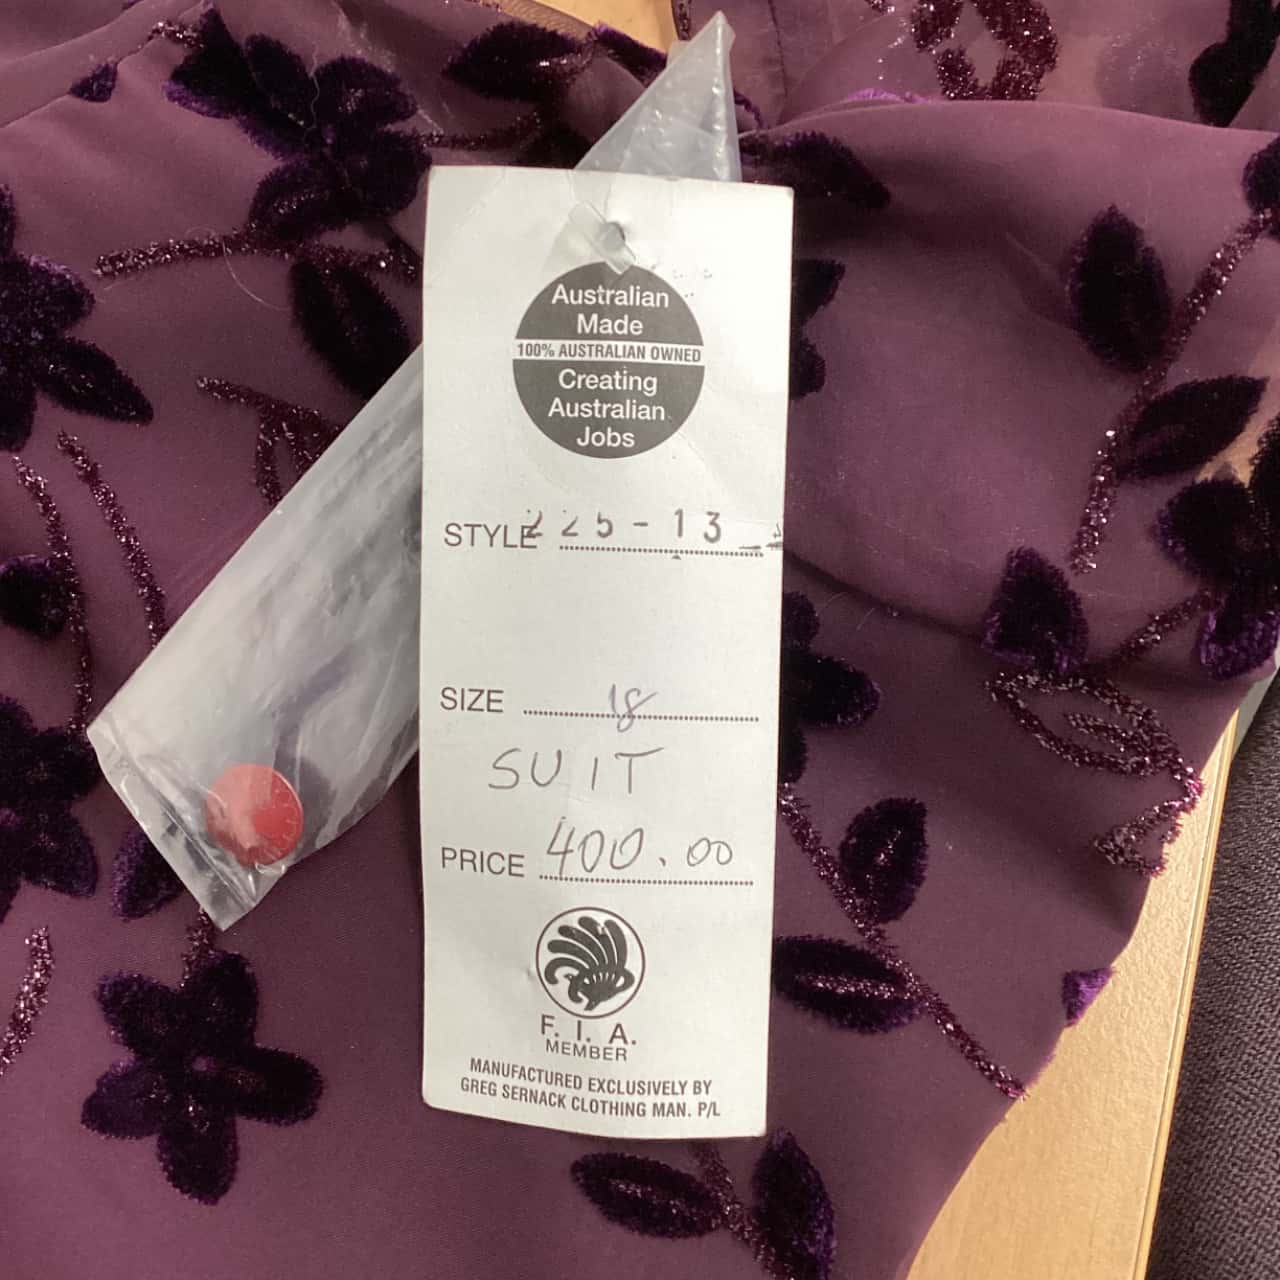 Australian
Made
100% AUSTRALIAN OWNED
Creating
Australian
Jobs
STYLE 225-13
SIZE 18
SUIT
PRICE 400.00
F. I. A.
MEMBER
MANUFACTURED EXCLUSIVELY BY
GREG SERNACK CLOTHING MAN. P/L